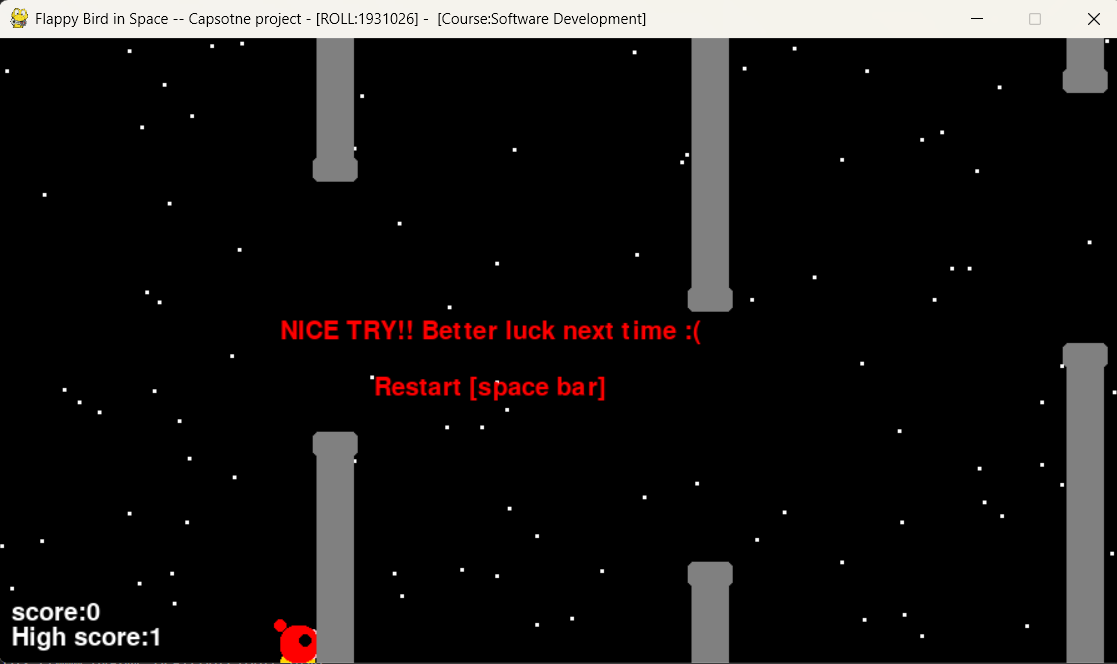 Flappy Bird in Space -- Capsotne project - [ROLL:1931026] -  [Course:Software Development]
NICE TRY!! Better luck next time :(
Restart [space bar]
score:0
High score:1